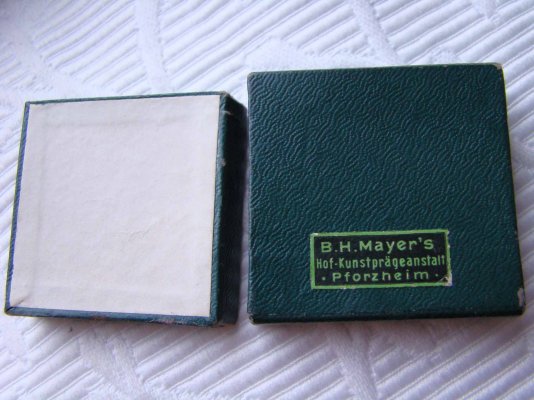 B.H.Mayer's
Hof-Kunstprägeanstalt
· Pforzheim ·